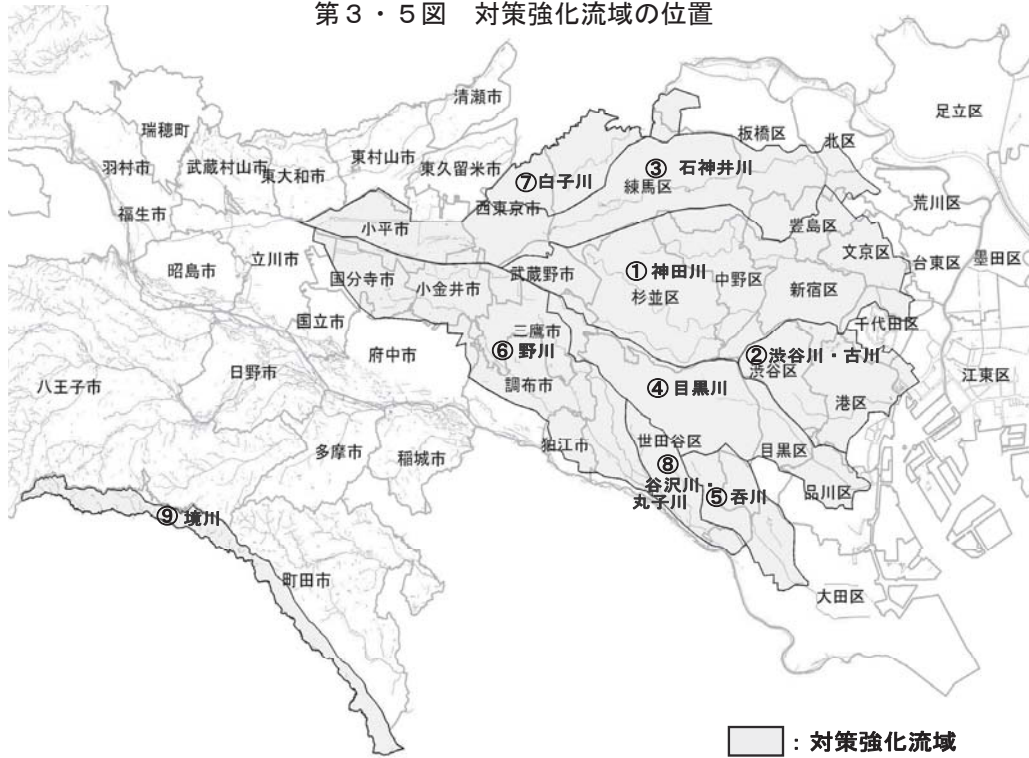 第3・5図　対策強化流域の位置
清瀬市
瑞穂町
足立区
板橋区
北区
東村山市
羽村市
武蔵村山市
東大和市
東久留米市
③ 石神井川
⑦白子川
練馬区
西東京市
荒川区
福生市
小平市
豊島区
文京区
台東区
墨田区
昭島市
立川市
国分寺市
小金井市
武蔵野市
①神田川
中野区
杉並区
新宿区
国立市
三鷹市
千代田区
府中市
⑥ 野川
②渋谷川・古川
渋谷区
江東区
八王子市
日野市
調布市
④ 目黒川
港区
多摩市
稲城市
狛江市
世田谷区
目黒区
⑧
谷沢川・
丸子川
⑤呑川
品川区
⑨ 境川
町田市
大田区
：対策強化流域